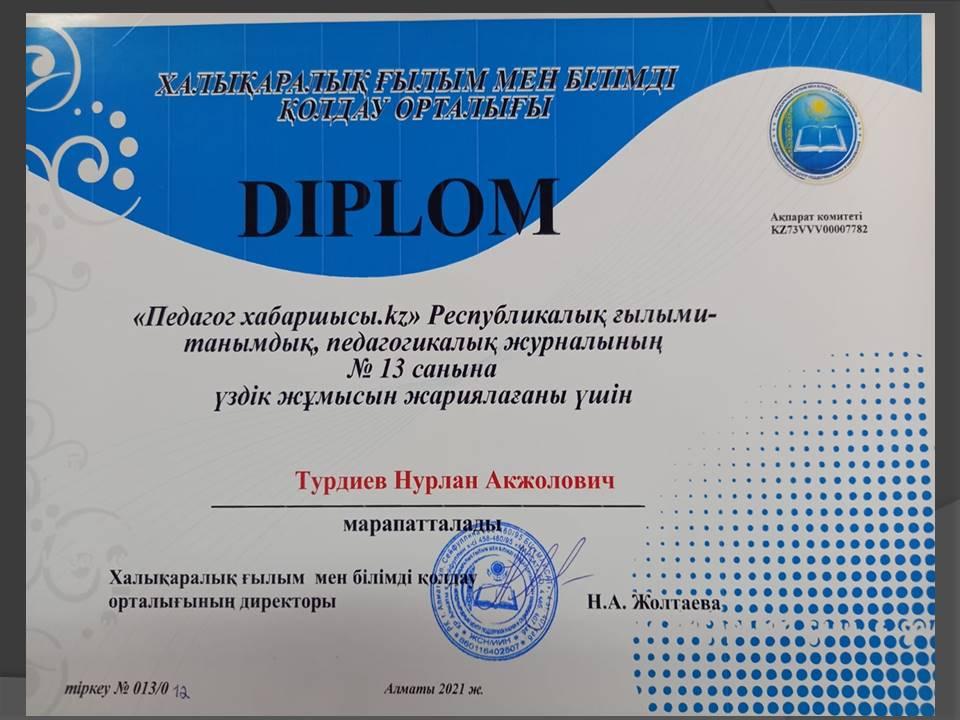 ХАЛЫҚАРАЛЫҚ ҒЫЛЫМ МЕН БІЛІМДІ
ҚОЛДАУ ОРТАЛЫҒЫ
DIPLOM
Ақпарат комитеті
KZ73VVV00007782
«Педагог хабаршысы.kz» Республикалық ғылыми-
танымдық, педагогикалық журналының
№ 13 санына
үздік жұмысын жариялағаны үшін
Турдиев Нурлан Акжолович
марапатталады
Халықаралық ғылым мен білімді қолдау
орталығының директоры
Н.А. Жолтаева
тіркеу № 013/0 12
Алматы 2021 ж.